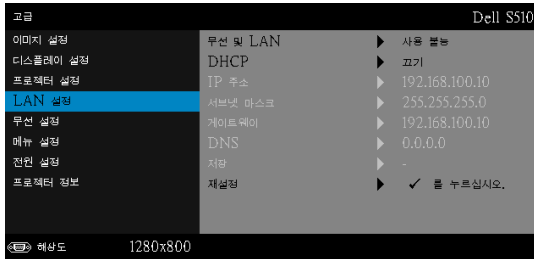 고급 Dell S510
이미지 설정
디스플레이 설정
프로젝터 설정
LAN 설정
무선 설정
메뉴 설정
전원 설정
프로젝터 정보
무선 및 LAN 사용 불능
DHCP 끄기
IP 주소 192.168.100.10
서브넷 마스크 255.255.255.0
게이트웨이 192.168.100.10
DNS 0.0.0.0
저장 -
재설정 ✓ 를 누르십시오.
해상도 1280x800